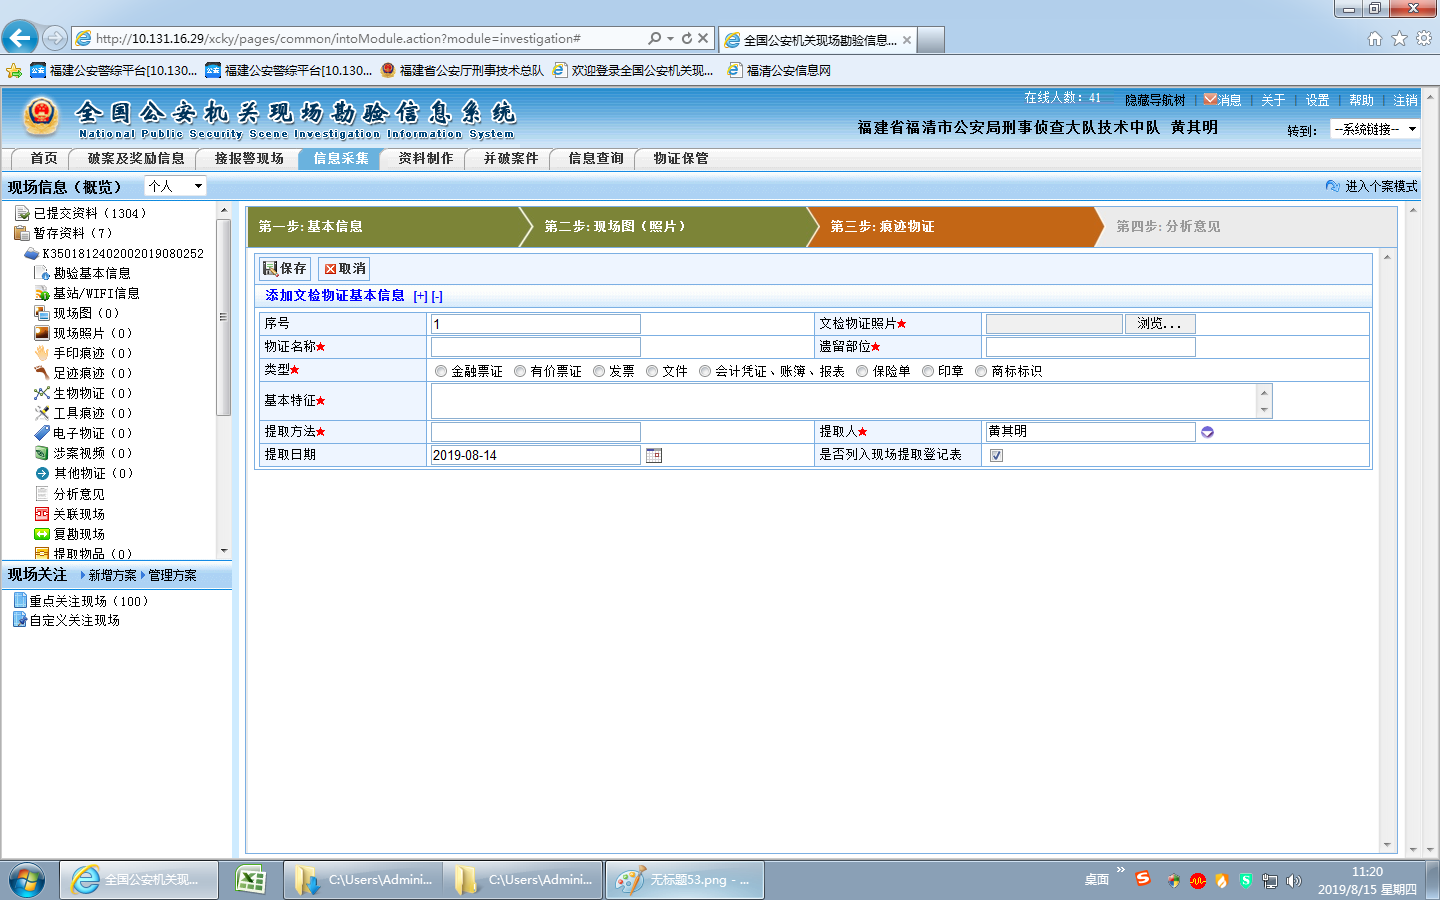 http://10.131.16.29/xcky/pages/common/intoModule.action?module=investigation#
全国公安机关现场勘验信息...
福建公安警综平台[10.130...
福建公安警综平台[10.130...
福建省公安厅刑事技术总队
欢迎登录全国公安机关现...
福清公安信息网
全国公安机关现场勘验信息系统
National Public Security Scene Investigation Information System
在线人数：41
隐藏导航树
消息
关于
设置
帮助
注销
福建省福清市公安局刑事侦查大队技术中队 黄其明
转到：
--系统链接--
首页
破案及奖励信息
接报警现场
信息采集
资料制作
并破案件
信息查询
物证保管
现场信息（概览）
个人
进入个案模式
已提交资料（1304）
暂存资料（7）
K3501812402002019080252
勘验基本信息
基站/WIFI信息
现场图（0）
现场照片（0）
手印痕迹（0）
足迹痕迹（0）
生物物证（0）
工具痕迹（0）
电子物证（0）
涉案视频（0）
其他物证（0）
分析意见
关联现场
复勘现场
提取物品（0）
现场关注
新增方案
管理方案
重点关注现场（100）
自定义关注现场
第一步：基本信息
第二步：现场图（照片）
第三步：痕迹物证
第四步：分析意见
保存
取消
添加文检物证基本信息 [+] [-]
序号
1
文检物证照片★
浏览...
物证名称★
遗留部位★
类型★
金融票证
有价票证
发票
文件
会计凭证、账簿、报表
保险单
印章
商标标识
基本特征★
提取方法★
提取人★
黄其明
提取日期
2019-08-14
是否列入现场提取登记表
全国公安机关现...
C:\Users\Admini...
C:\Users\Admini...
无标题53.png - ...
桌面
11:20
2019/8/15 星期四